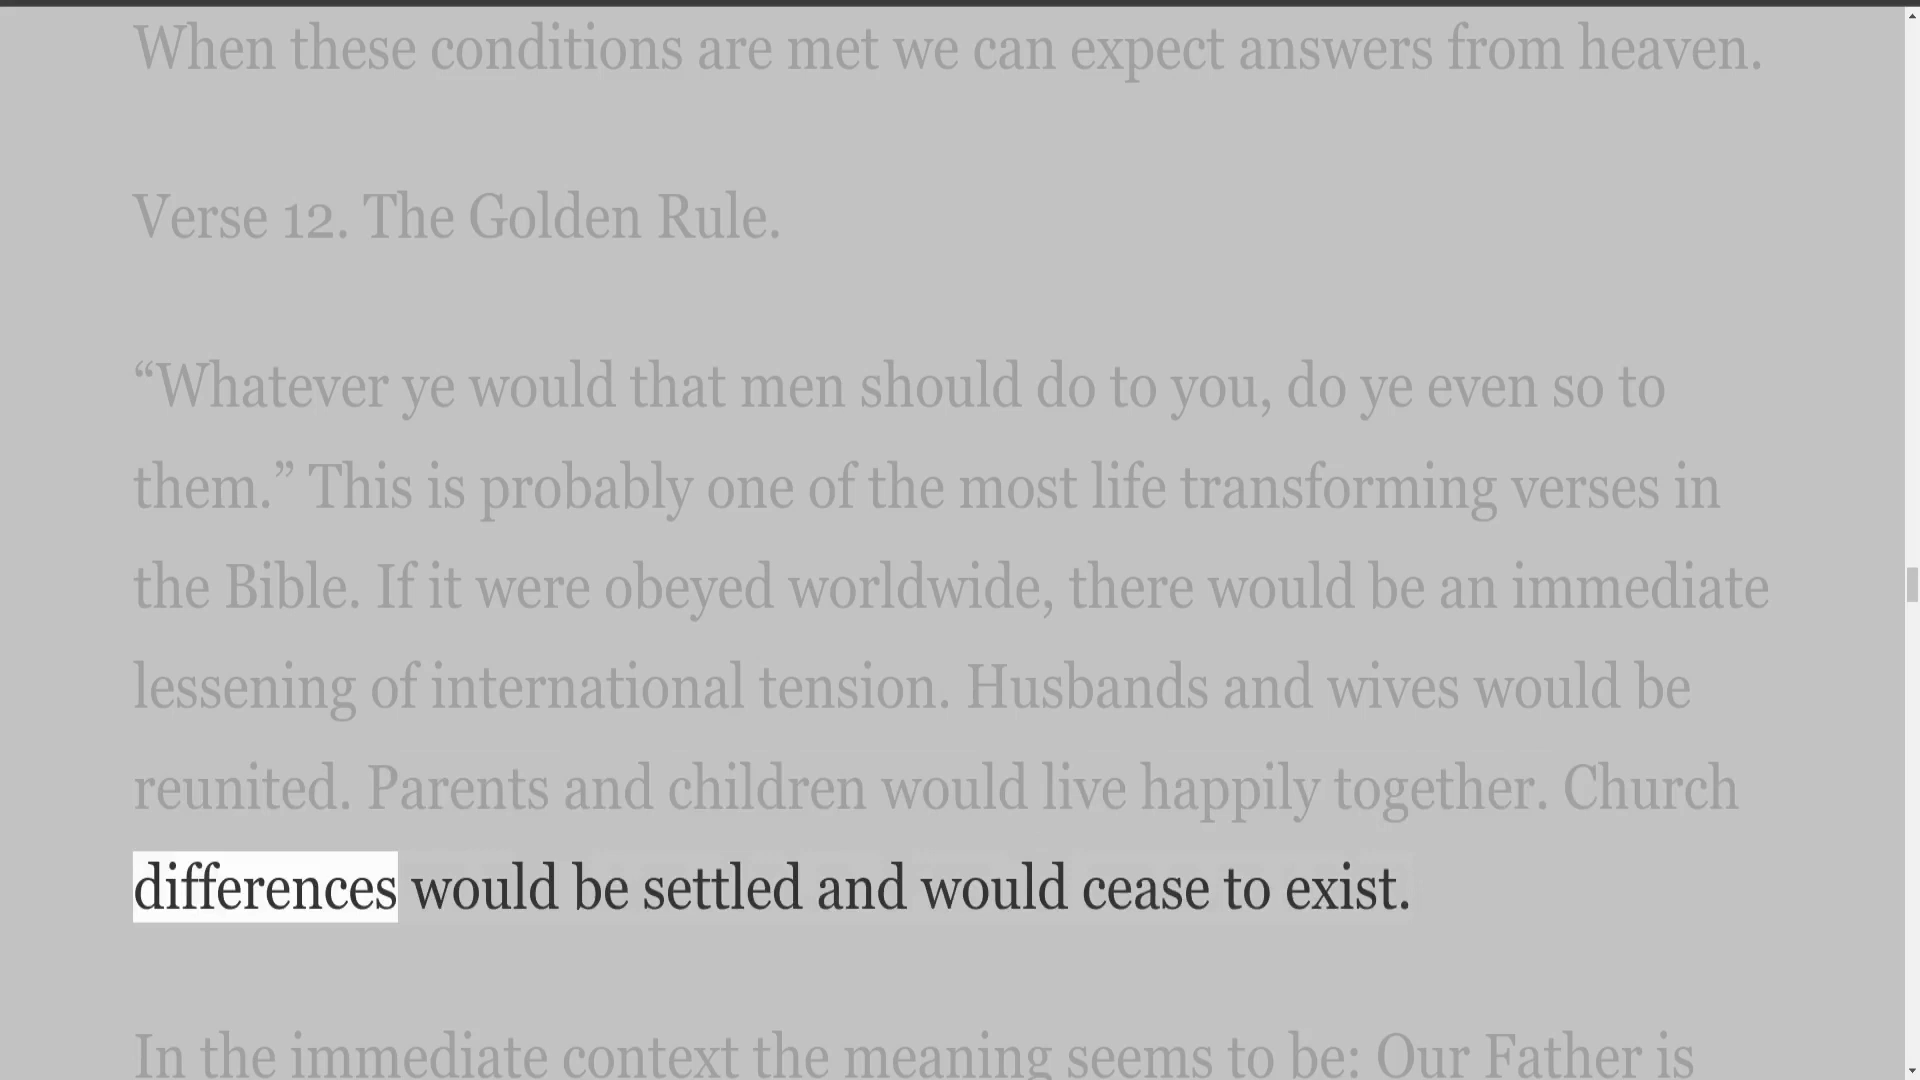 When these conditions are met we can expect answers from heaven.
Verse 12. The Golden Rule.
“Whatever ye would that men should do to you, do ye even so to
them.” This is probably one of the most life transforming verses in
the Bible. If it were obeyed worldwide, there would be an immediate
lessening of international tension. Husbands and wives would be
reunited. Parents and children would live happily together. Church
differences would be settled and would cease to exist.
In the immediate context the meaning seems to be: Our Father is